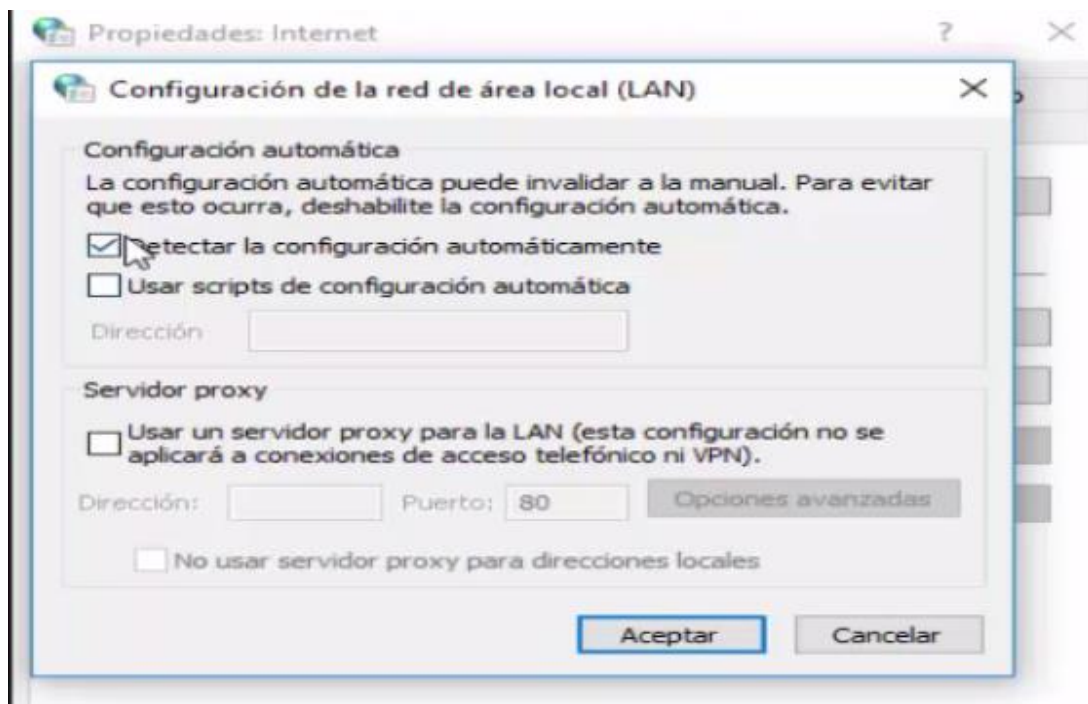 Propiedades: Internet
?
Configuración de la red de área local (LAN)
Configuración automática
La configuración automática puede invalidar a la manual. Para evitar
que esto ocurra, deshabilite la configuración automática.
Detectar la configuración automáticamente
Usar scripts de configuración automática
Dirección
Servidor proxy
Usar un servidor proxy para la LAN (esta configuración no se
aplicará a conexiones de acceso telefónico ni VPN).
Dirección: Puerto: 80 Opciones avanzadas
No usar servidor proxy para direcciones locales
Aceptar Cancelar